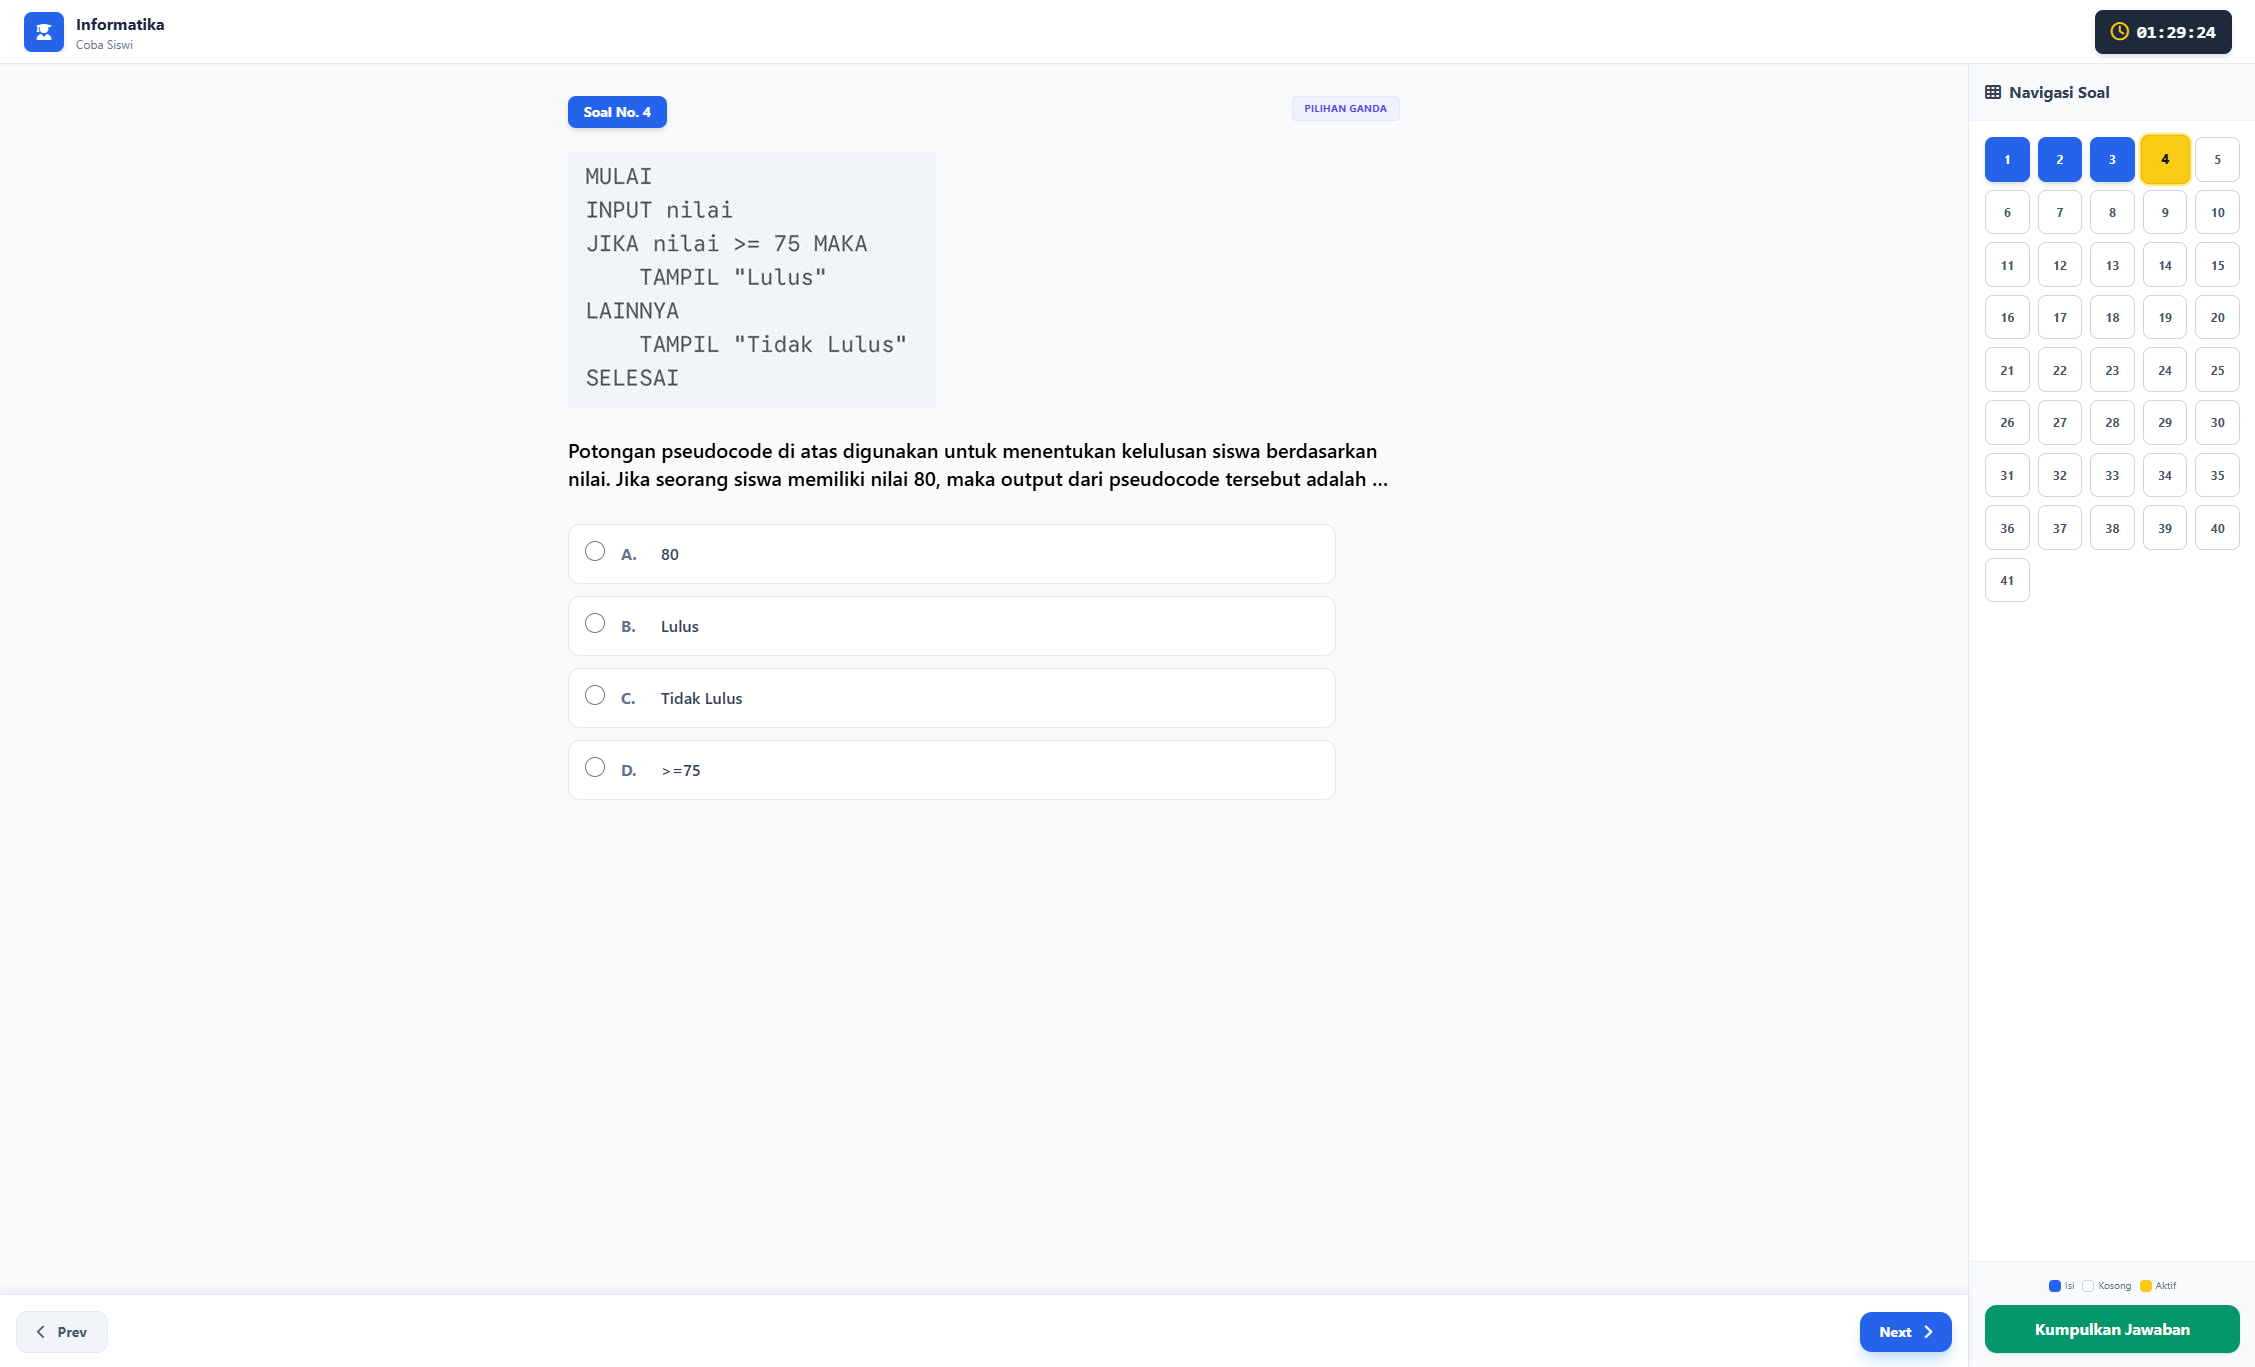 Informatika
Coba Siswi
01:29:24
Soal No. 4
PILIHAN GANDA
MULAI
INPUT nilai
JIKA nilai >= 75 MAKA
    TAMPIL "Lulus"
LAINNYA
    TAMPIL "Tidak Lulus"
SELESAI
Potongan pseudocode di atas digunakan untuk menentukan kelulusan siswa berdasarkan
nilai. Jika seorang siswa memiliki nilai 80, maka output dari pseudocode tersebut adalah ...
A. 80
B. Lulus
C. Tidak Lulus
D. >=75
Prev
Next
Navigasi Soal
1 2 3 4 5
6 7 8 9 10
11 12 13 14 15
16 17 18 19 20
21 22 23 24 25
26 27 28 29 30
31 32 33 34 35
36 37 38 39 40
41
Isi Kosong Aktif
Kumpulkan Jawaban